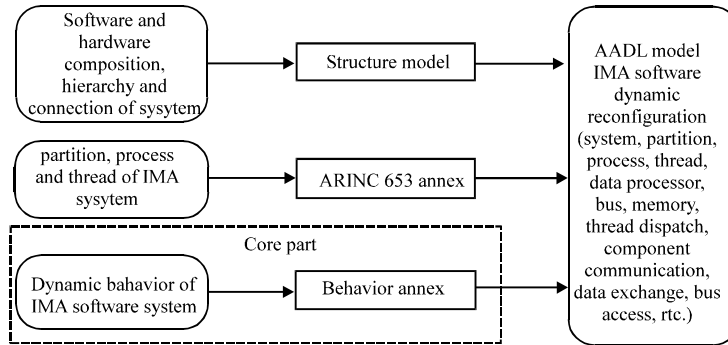 Software and
hardware
composition,
hierarchy and
connection of sysytem
Structure model
partition, process
and thread of IMA
sysytem
ARINC 653 annex
Core part
Dynamic bahavior of
IMA software system
Behavior annex
AADL model
IMA software
dynamic
reconfiguration
(system, partition,
process, thread,
data processor,
bus, memory,
thread dispatch,
component
communication,
data exchange, bus
access, rtc.)